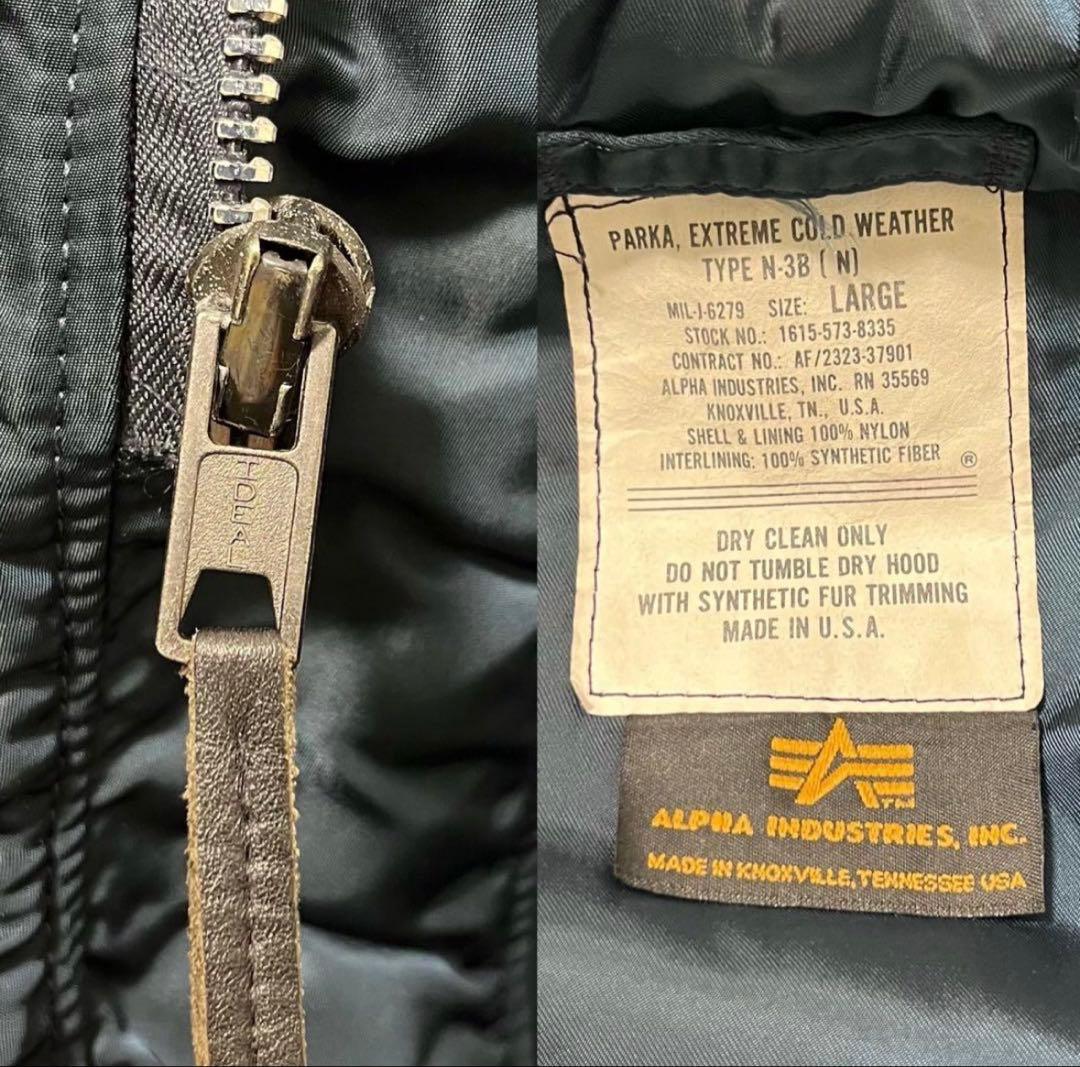 IDEAL
PARKA, EXTREME COLD WEATHER
TYPE N-3B (N)
MIL-J-6279 SIZE: LARGE
STOCK NO.: 1615-573-8335
CONTRACT NO.: AF/2323-37901
ALPHA INDUSTRIES, INC. RN 35569
KNOXVILLE, TN., U.S.A.
SHELL & LINING 100% NYLON
INTERLINING: 100% SYNTHETIC FIBER ®
DRY CLEAN ONLY
DO NOT TUMBLE DRY HOOD
WITH SYNTHETIC FUR TRIMMING
MADE IN U.S.A.
TM
ALPHA INDUSTRIES, INC.
MADE IN KNOXVILLE, TENNESSEE USA